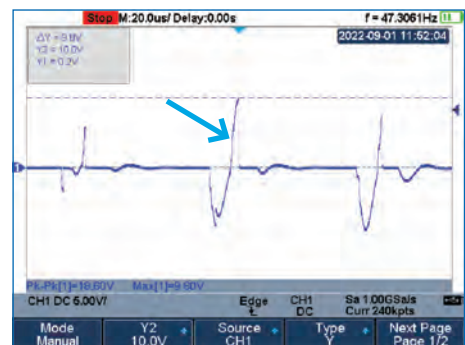 Stop M:20.0us/ Delay:0.00s f = 47.3061Hz
2022-09-01 11:52:04
ΔY = 9.8V
Y2 = 10.0V
Y1 = 0.2V
1
Pk-Pk[1]=18.60V Max[1]=9.80V
CH1 DC 5.00V/ Edge CH1 DC Sa 1.00GSa/s Curr 240kpts
Mode Y2 Source Type Next Page
Manual 10.0V CH1 Y Page 1/2